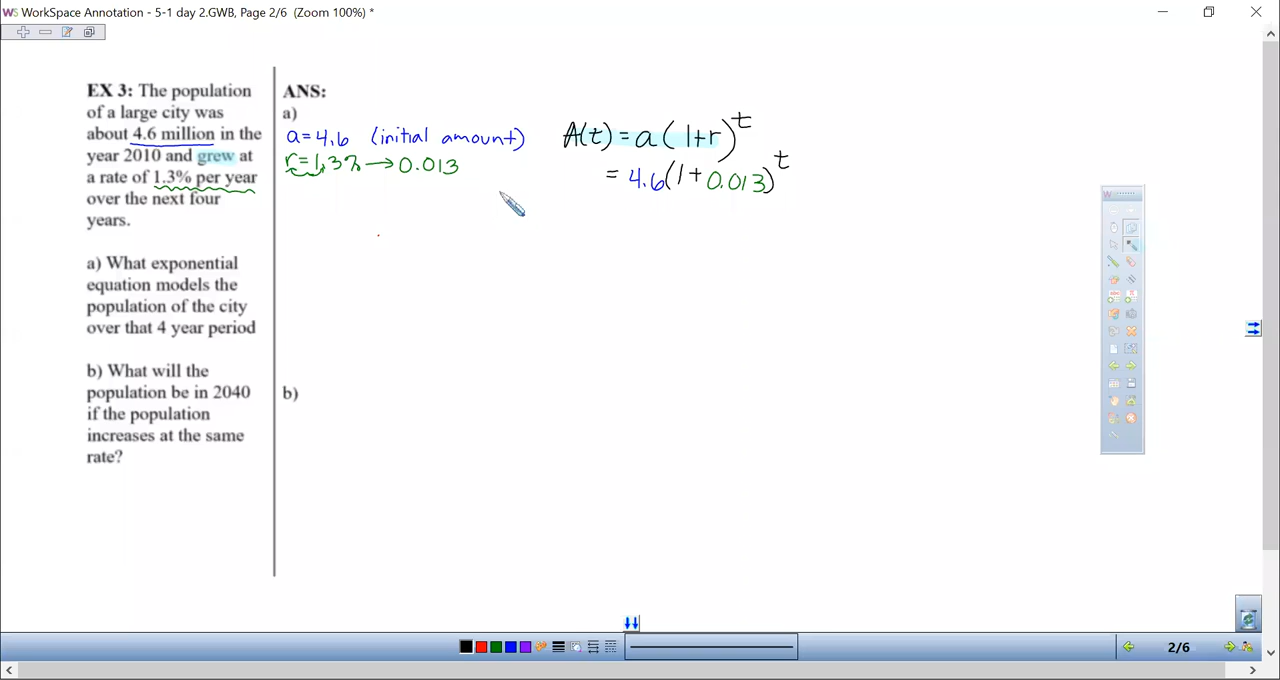 WS WorkSpace Annotation - 5-1 day 2.GWB, Page 2/6 (Zoom 100%) *
EX 3: The population
of a large city was
about 4.6 million in the
year 2010 and grew at
a rate of 1.3% per year
over the next four
years.
a) What exponential
equation models the
population of the city
over that 4 year period
b) What will the
population be in 2040
if the population
increases at the same
rate?
ANS:
a)
a=4.6 (initial amount)
r=1.3% → 0.013
A(t) = a(1+r)^t
= 4.6(1+0.013)^t
b)
2/6